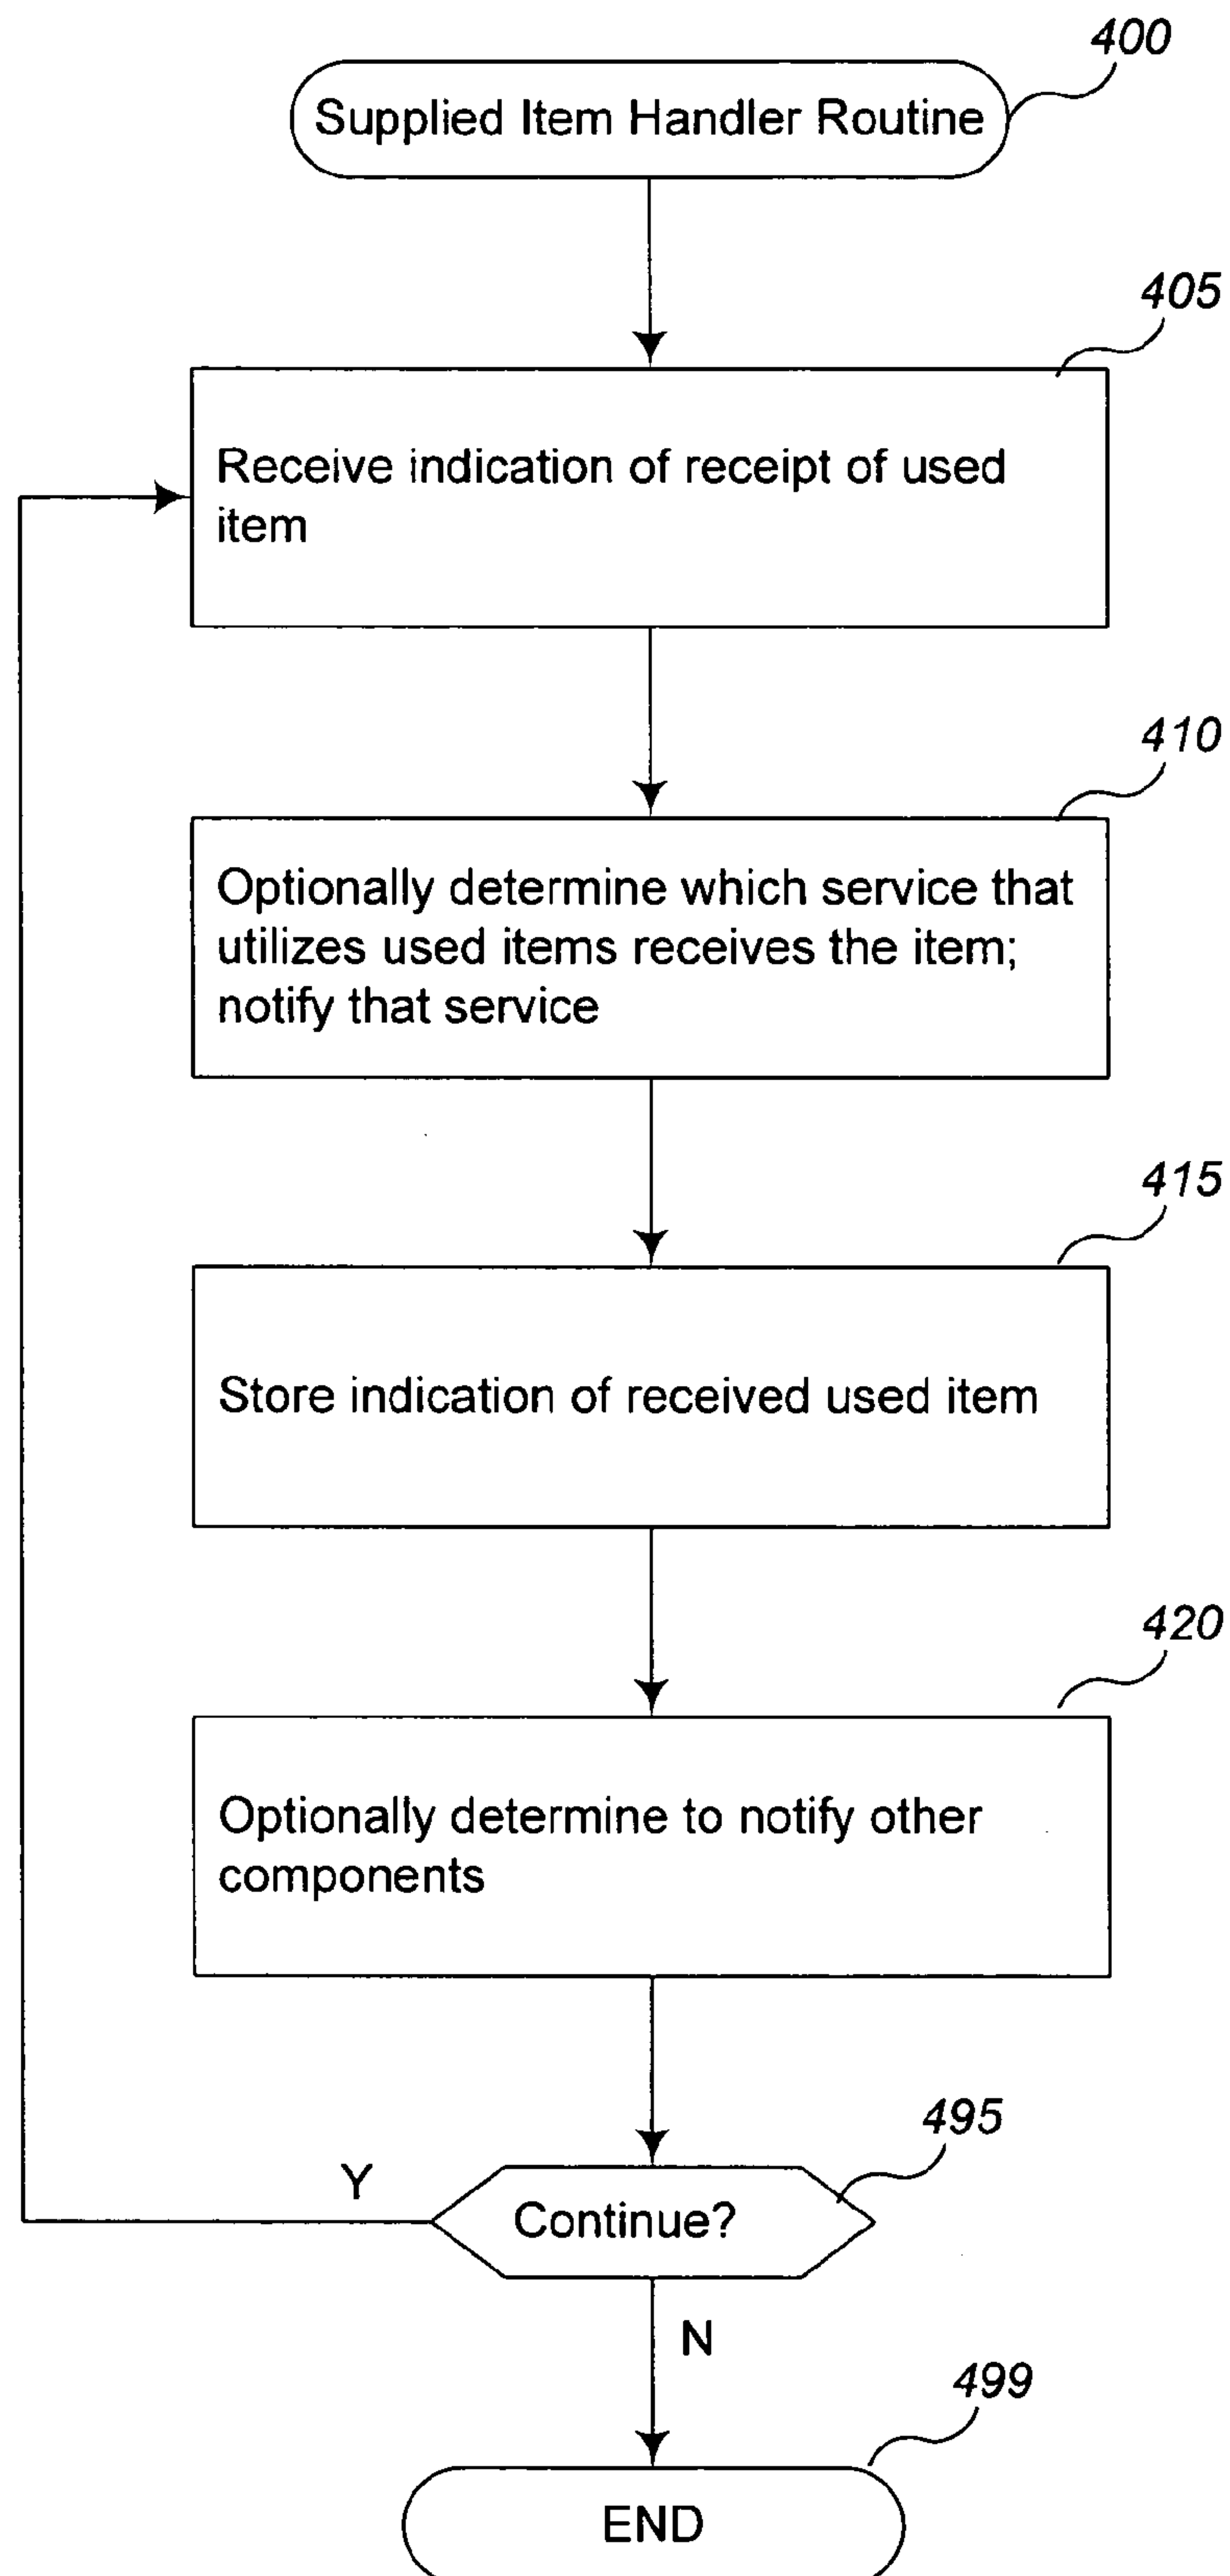 400
Supplied Item Handler Routine
405
Receive indication of receipt of used
item
410
Optionally determine which service that
utilizes used items receives the item;
notify that service
415
Store indication of received used item
420
Optionally determine to notify other
components
495
Y
Continue?
N
499
END